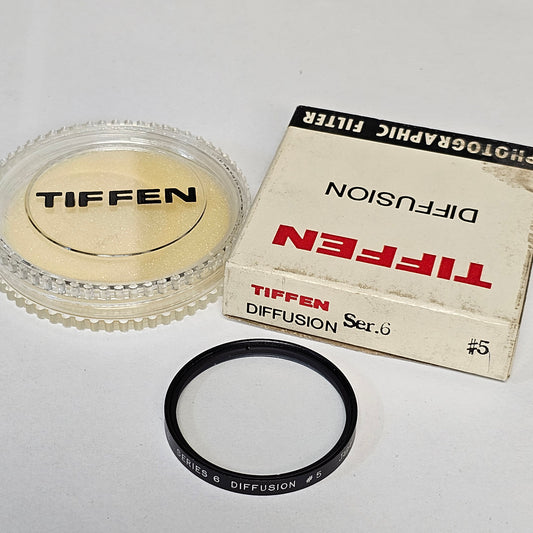 TIFFEN
PHOTOGRAPHIC FILTER
DIFFUSION
TIFFEN
TIFFEN
DIFFUSION Ser.6 #5
SERIES 6 DIFFUSION #5